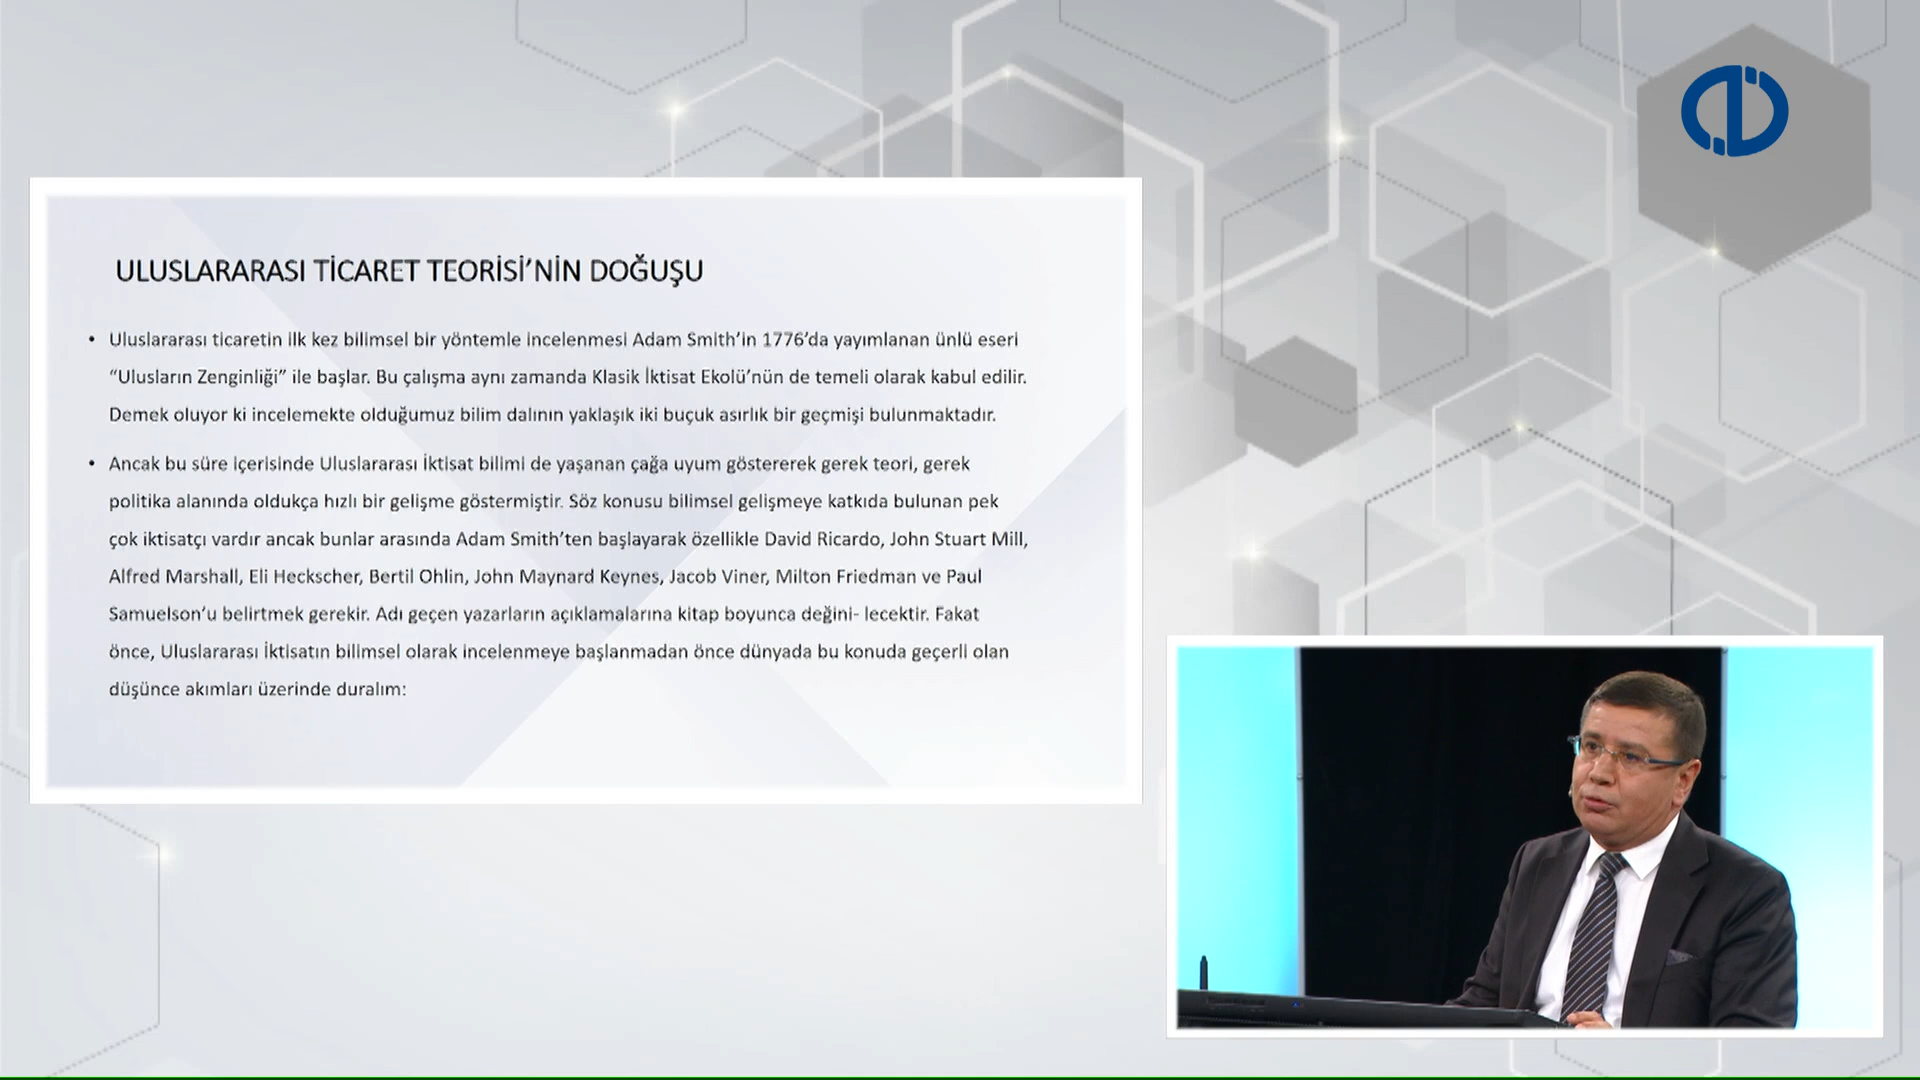 ULUSLARARASI TİCARET TEORİSİ’NİN DOĞUŞU
• Uluslararası ticaretin ilk kez bilimsel bir yöntemle incelenmesi Adam Smith’in 1776’da yayımlanan ünlü eseri
“Ulusların Zenginliği” ile başlar. Bu çalışma aynı zamanda Klasik İktisat Ekolü’nün de temeli olarak kabul edilir.
Demek oluyor ki incelemekte olduğumuz bilim dalının yaklaşık iki buçuk asırlık bir geçmişi bulunmaktadır.
• Ancak bu süre içerisinde Uluslararası İktisat bilimi de yaşanan çağa uyum göstererek gerek teori, gerek
politika alanında oldukça hızlı bir gelişme göstermiştir. Söz konusu bilimsel gelişmeye katkıda bulunan pek
çok iktisatçı vardır ancak bunlar arasında Adam Smith’ten başlayarak özellikle David Ricardo, John Stuart Mill,
Alfred Marshall, Eli Heckscher, Bertil Ohlin, John Maynard Keynes, Jacob Viner, Milton Friedman ve Paul
Samuelson’u belirtmek gerekir. Adı geçen yazarların açıklamalarına kitap boyunca değini- lecektir. Fakat
önce, Uluslararası İktisatın bilimsel olarak incelenmeye başlanmadan önce dünyada bu konuda geçerli olan
düşünce akımları üzerinde duralım: